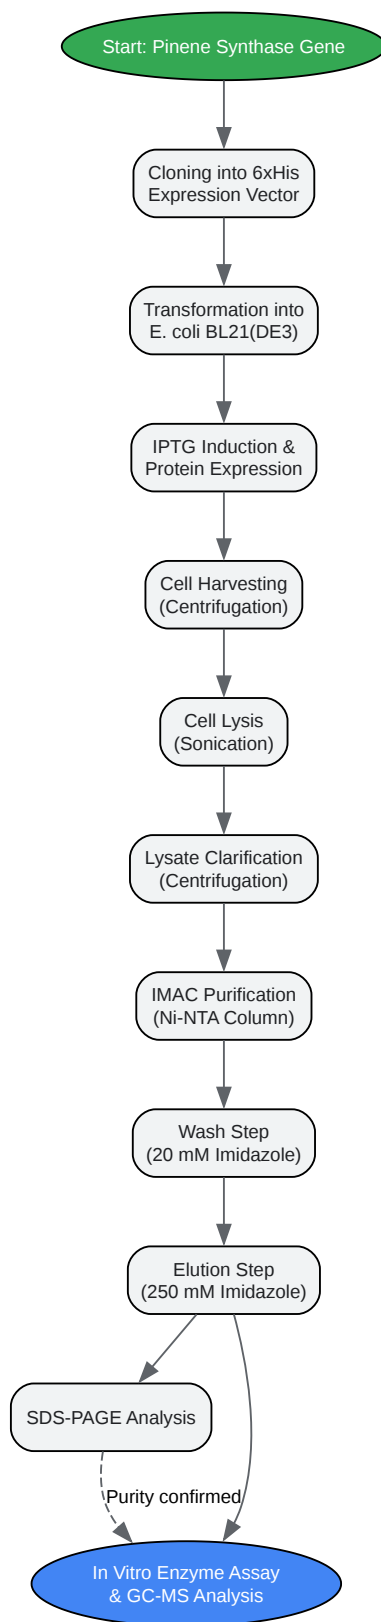 Start: Pinene Synthase Gene
Cloning into 6xHis
Expression Vector
Transformation into
E. coli BL21(DE3)
IPTG Induction &
Protein Expression
Cell Harvesting
(Centrifugation)
Cell Lysis
(Sonication)
Lysate Clarification
(Centrifugation)
IMAC Purification
(Ni-NTA Column)
Wash Step
(20 mM Imidazole)
Elution Step
(250 mM Imidazole)
SDS-PAGE Analysis
Purity confirmed
In Vitro Enzyme Assay
& GC-MS Analysis